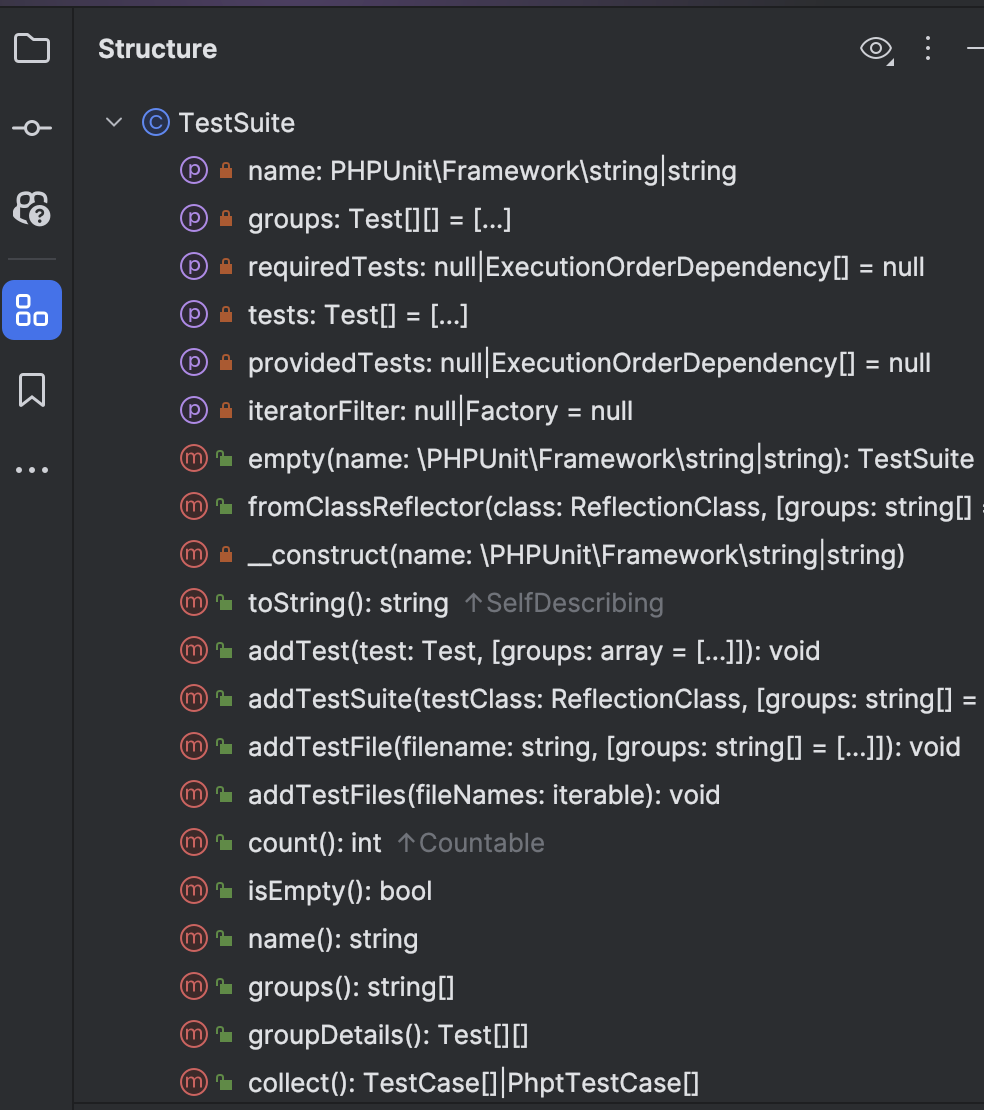 Structure
TestSuite
name: PHPUnit\Framework\string|string
groups: Test[][] = [...]
requiredTests: null|ExecutionOrderDependency[] = null
tests: Test[] = [...]
providedTests: null|ExecutionOrderDependency[] = null
iteratorFilter: null|Factory = null
empty(name: \PHPUnit\Framework\string|string): TestSuite
fromClassReflector(class: ReflectionClass, [groups: string[] =
__construct(name: \PHPUnit\Framework\string|string)
toString(): string ↑SelfDescribing
addTest(test: Test, [groups: array = [...]]): void
addTestSuite(testClass: ReflectionClass, [groups: string[] =
addTestFile(filename: string, [groups: string[] = [...]]): void
addTestFiles(fileNames: iterable): void
count(): int ↑Countable
isEmpty(): bool
name(): string
groups(): string[]
groupDetails(): Test[][]
collect(): TestCase[]|PhptTestCase[]